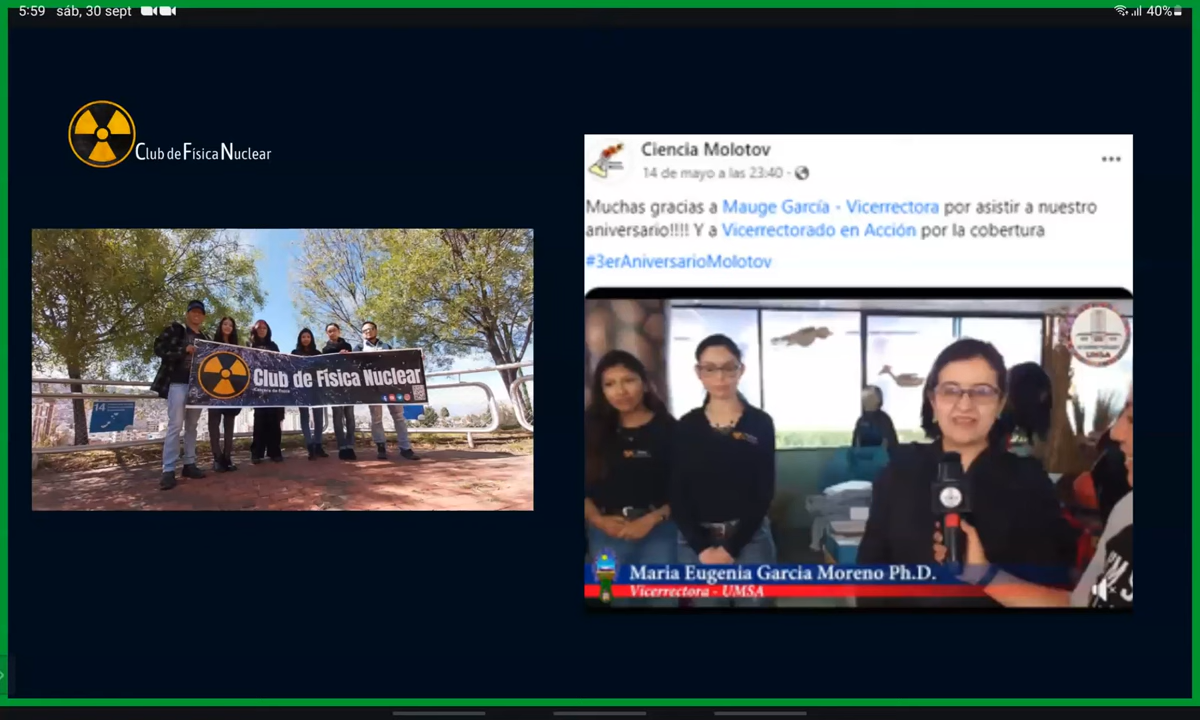 5:59 sáb, 30 sept
40%
Club de Física Nuclear
Club de Física Nuclear
14
Ciencia Molotov
14 de mayo a las 23:40 ·
Muchas gracias a Mauge García - Vicerrectora por asistir a nuestro
aniversario!!!! Y a Vicerrectorado en Acción por la cobertura
#3erAniversarioMolotov
UMSA
Maria Eugenia Garcia Moreno Ph.D.
Vicerrectora - UMSA